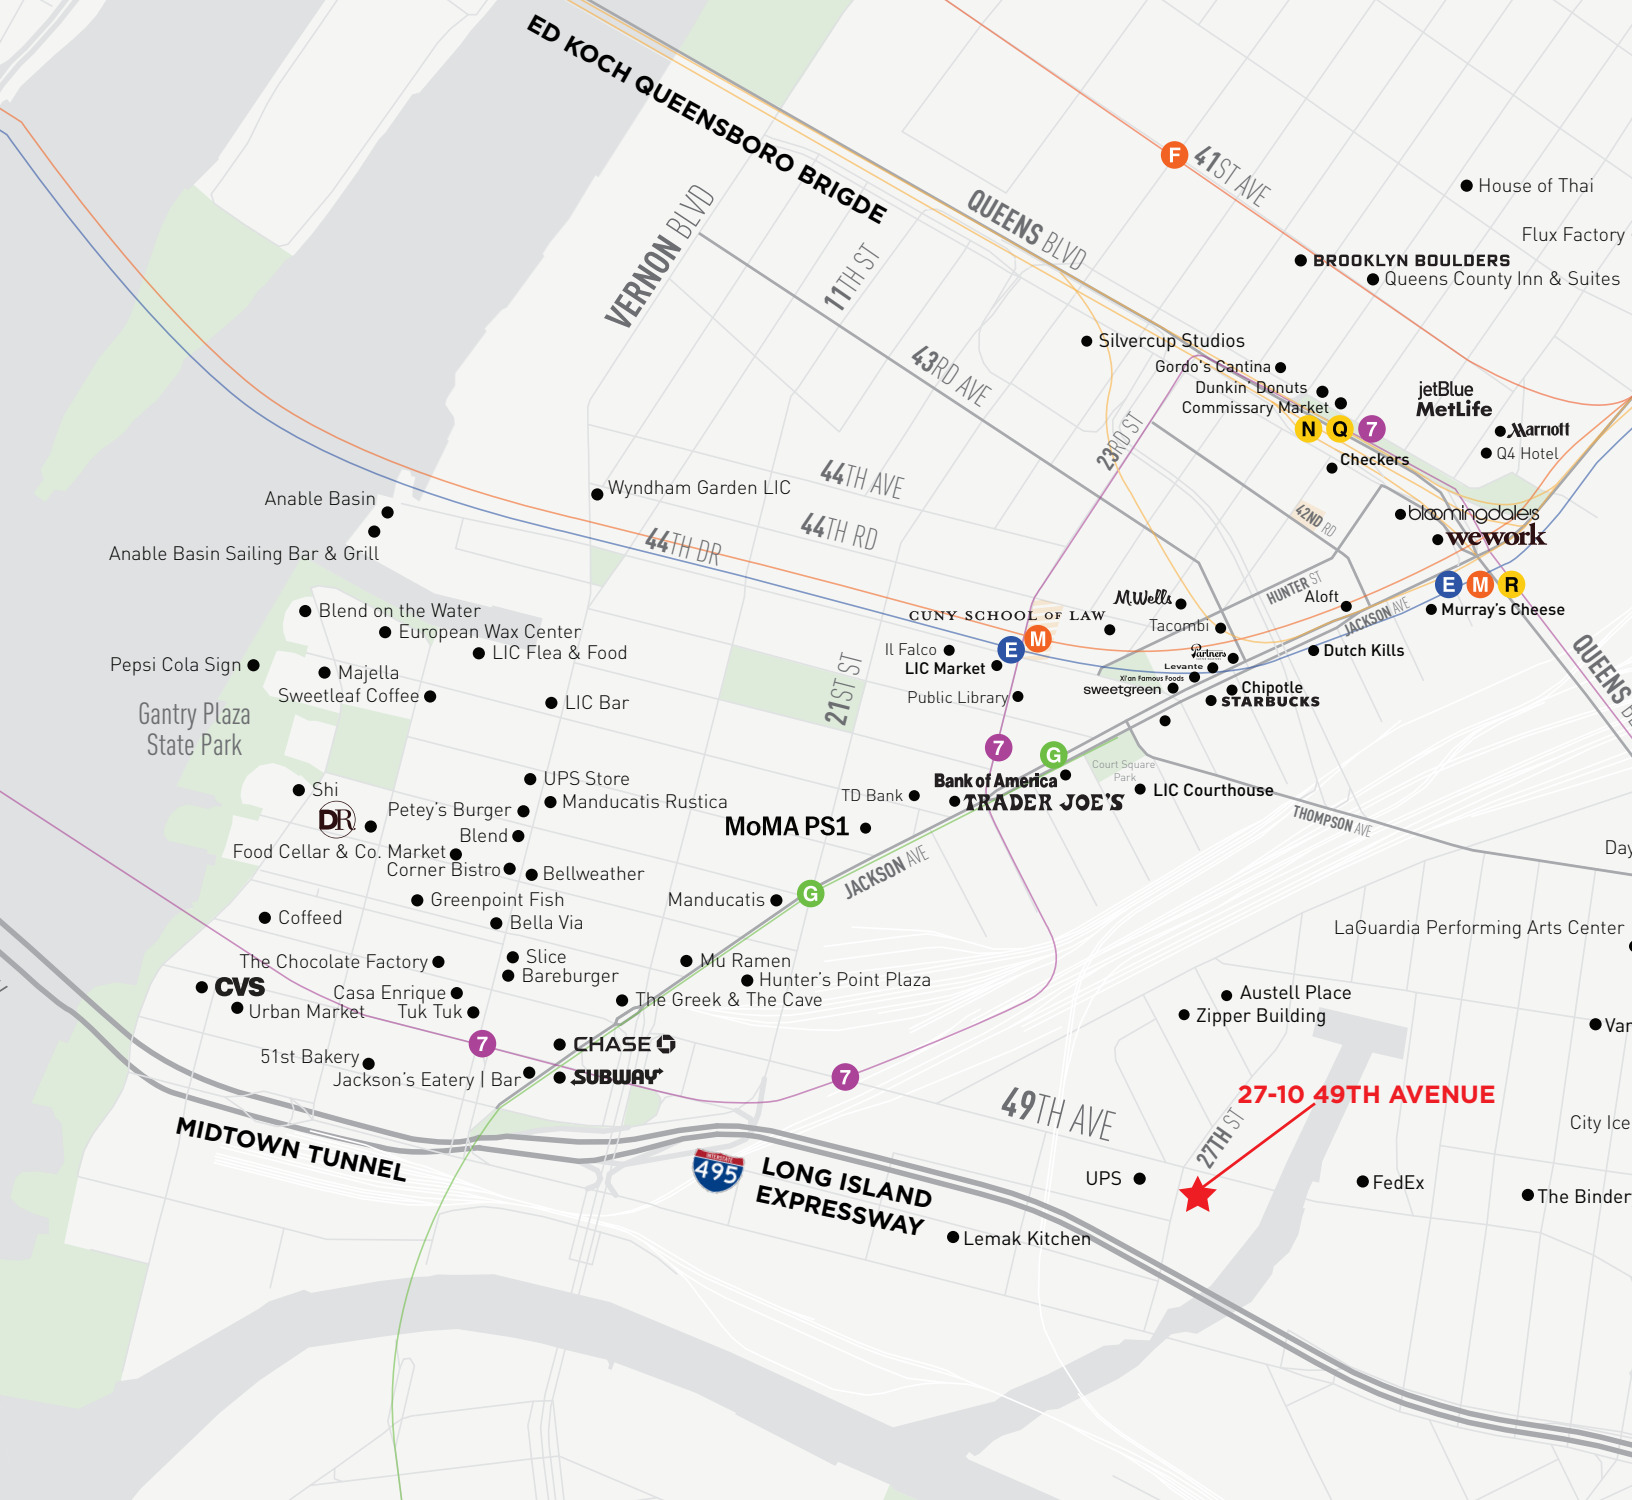 ED KOCH QUEENSBORO BRIGDE
F
41ST AVE
House of Thai
QUEENS BLVD
VERNON BLVD
Flux Factory
11TH ST
BROOKLYN BOULDERS
Queens County Inn & Suites
Silvercup Studios
43RD AVE
Gordo's Cantina
Dunkin' Donuts
Commissary Market
jetBlue
MetLife
N
Q
7
Marriott
Q4 Hotel
23RD ST
Checkers
44TH AVE
Wyndham Garden LIC
Anable Basin
bloomingdale's
42ND RD
44TH RD
wework
44TH DR
Anable Basin Sailing Bar & Grill
HUNTER ST
E
M
R
Aloft
M.Wells
Murray's Cheese
CUNY SCHOOL OF LAW
JACKSON AVE
Blend on the Water
Tacombi
European Wax Center
M
E
Il Falco
Dutch Kills
LIC Flea & Food
Partners
QUEENS BL
Pepsi Cola Sign
LIC Market
Levante
Majella
Xi'an Famous Foods
Sweetleaf Coffee
Public Library
sweetgreen
Chipotle
STARBUCKS
21ST ST
LIC Bar
Gantry Plaza
State Park
7
G
Court Square
Park
UPS Store
Bank of America
Shi
LIC Courthouse
TD Bank
TRADER JOE'S
Manducatis Rustica
Petey's Burger
DR
THOMPSON AVE
MoMA PS1
Blend
Food Cellar & Co. Market
Day
Corner Bistro
Bellweather
JACKSON AVE
G
Greenpoint Fish
Manducatis
Coffeed
Bella Via
LaGuardia Performing Arts Center
Slice
The Chocolate Factory
Mu Ramen
Bareburger
Hunter's Point Plaza
CVS
Casa Enrique
Austell Place
The Greek & The Cave
Urban Market
Tuk Tuk
Zipper Building
Van
7
CHASE
51st Bakery
Jackson's Eatery | Bar
SUBWAY
7
27-10 49TH AVENUE
49TH AVE
City Ice
MIDTOWN TUNNEL
27TH ST
INTERSTATE
495
LONG ISLAND
EXPRESSWAY
UPS
FedEx
The Binder
Lemak Kitchen